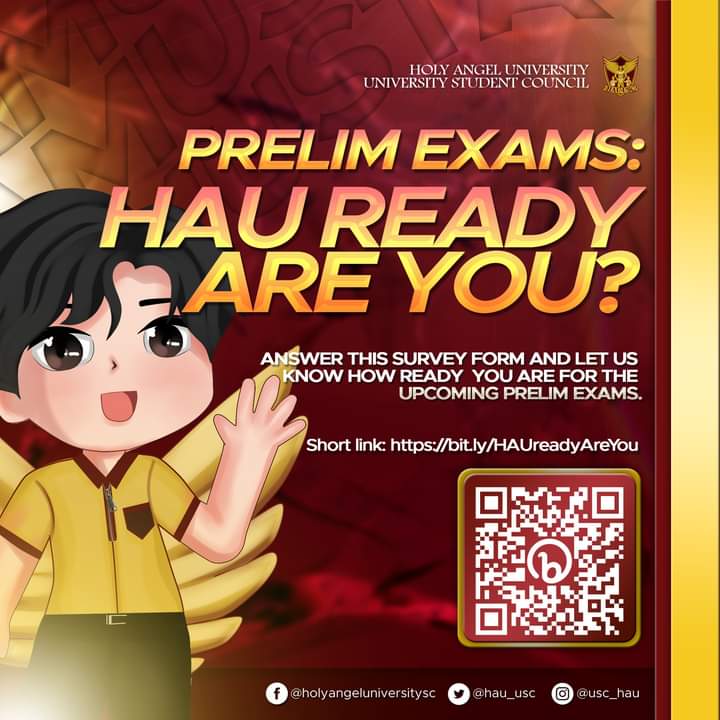 HOLY ANGEL UNIVERSITY
UNIVERSITY STUDENT COUNCIL
PRELIM EXAMS:
HAU READY
ARE YOU?
ANSWER THIS SURVEY FORM AND LET US
KNOW HOW READY YOU ARE FOR THE
UPCOMING PRELIM EXAMS.
Short link: https://bit.ly/HAUreadyAreYou
@holyangeluniversitysc @hau_usc @usc_hau